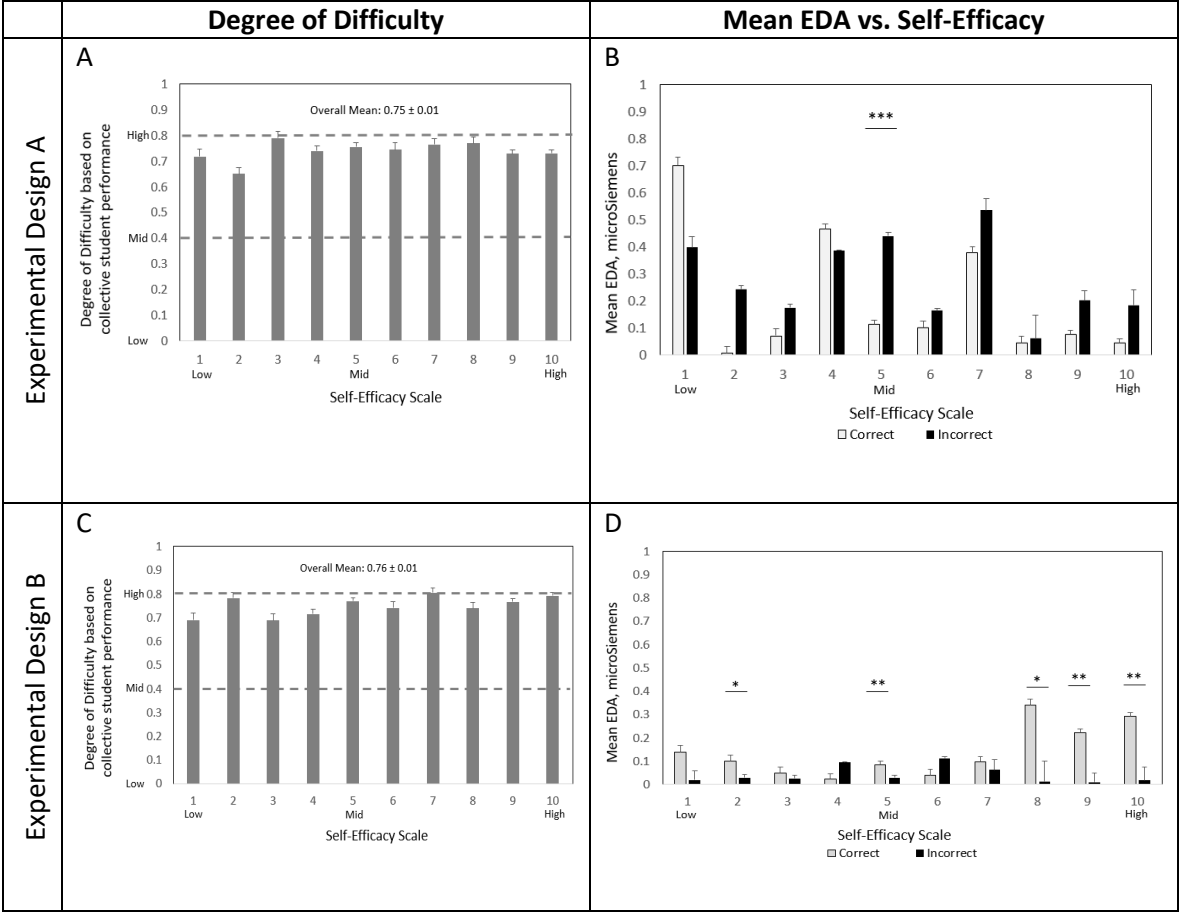 Degree of Difficulty
Mean EDA vs. Self-Efficacy
Experimental Design A
A
Degree of Difficulty based on
collective student performance
1
0.9
High 0.8
0.7
0.6
0.5
Mid 0.4
0.3
0.2
0.1
Low 0
Overall Mean: 0.75 ± 0.01
1 2 3 4 5 6 7 8 9 10
Low Mid High
Self-Efficacy Scale
B
Mean EDA, microSiemens
1
0.9
0.8
0.7
0.6
0.5
0.4
0.3
0.2
0.1
0
***
1 2 3 4 5 6 7 8 9 10
Low Mid High
Self-Efficacy Scale
Correct Incorrect
Experimental Design B
C
Degree of Difficulty based on
collective student performance
1
0.9
High 0.8
0.7
0.6
0.5
Mid 0.4
0.3
0.2
0.1
Low 0
Overall Mean: 0.76 ± 0.01
1 2 3 4 5 6 7 8 9 10
Low Mid High
Self-Efficacy Scale
D
Mean EDA, microSiemens
1
0.9
0.8
0.7
0.6
0.5
0.4
0.3
0.2
0.1
0
* ** * ** **
1 2 3 4 5 6 7 8 9 10
Low Mid High
Self-Efficacy Scale
Correct Incorrect